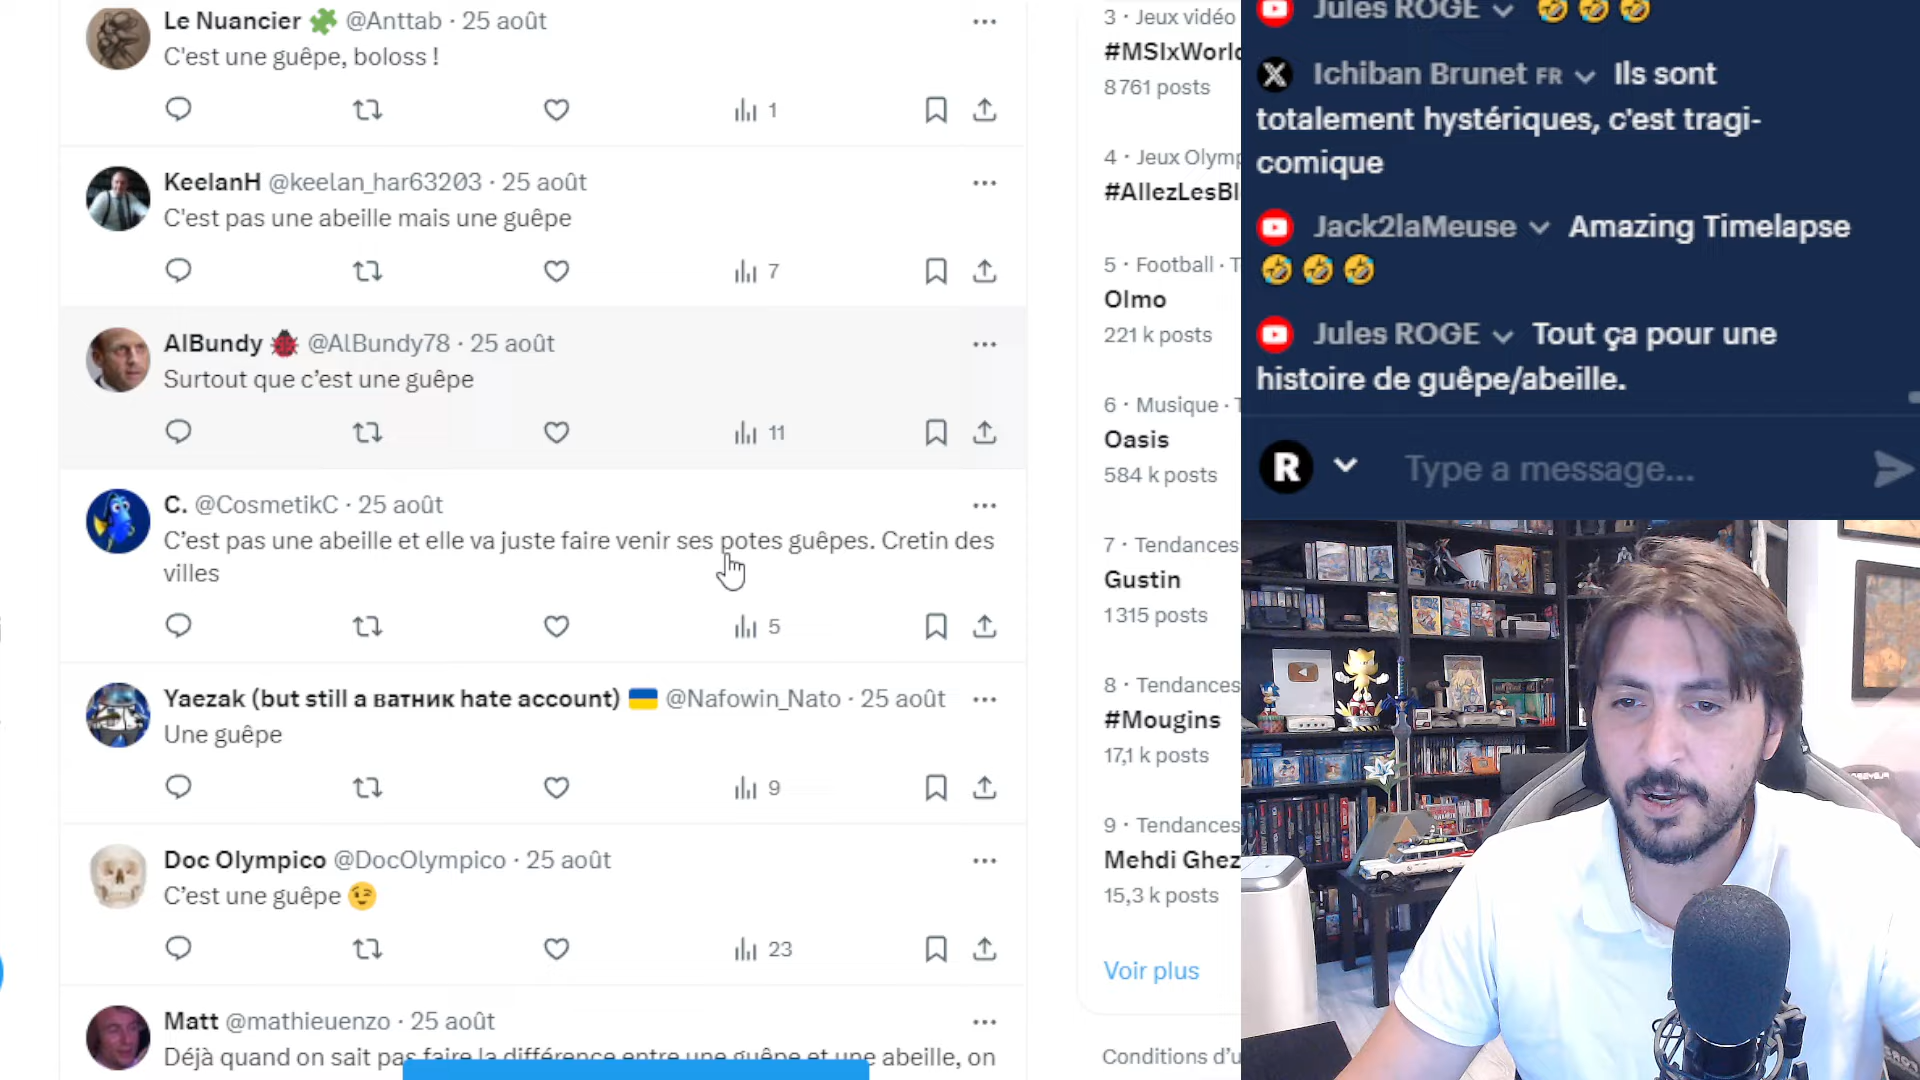 Le Nuancier 🧩 @Anttab · 25 août
C'est une guêpe, boloss !
1
KeelanH @keelan_har63203 · 25 août
C'est pas une abeille mais une guêpe
7
AlBundy 🐞 @AlBundy78 · 25 août
Surtout que c’est une guêpe
11
C. @CosmetikC · 25 août
C’est pas une abeille et elle va juste faire venir ses potes guêpes. Cretin des
villes
5
Yaezak (but still a ватник hate account) 🇺🇦 @Nafowin_Nato · 25 août
Une guêpe
9
Doc Olympico @DocOlympico · 25 août
C’est une guêpe 😉
23
Matt @mathieuenzo · 25 août
Déjà quand on sait pas faire la différence entre une guêpe et une abeille, on
3 · Jeux vidéo
#MSIxWorl
8 761 posts
4 · Jeux Olymp
#AllezLesBl
5 · Football · T
Olmo
221 k posts
6 · Musique · T
Oasis
584 k posts
7 · Tendances
Gustin
1 315 posts
8 · Tendances
#Mougins
17,1 k posts
9 · Tendances
Mehdi Ghez
15,3 k posts
Voir plus
Conditions d’u
Jules ROGE 🤣🤣🤣
Ichiban Brunet FR Ils sont
totalement hystériques, c'est tragi-
comique
Jack2laMeuse Amazing Timelapse
🤣🤣🤣
Jules ROGE Tout ça pour une
histoire de guêpe/abeille.
R
Type a message...